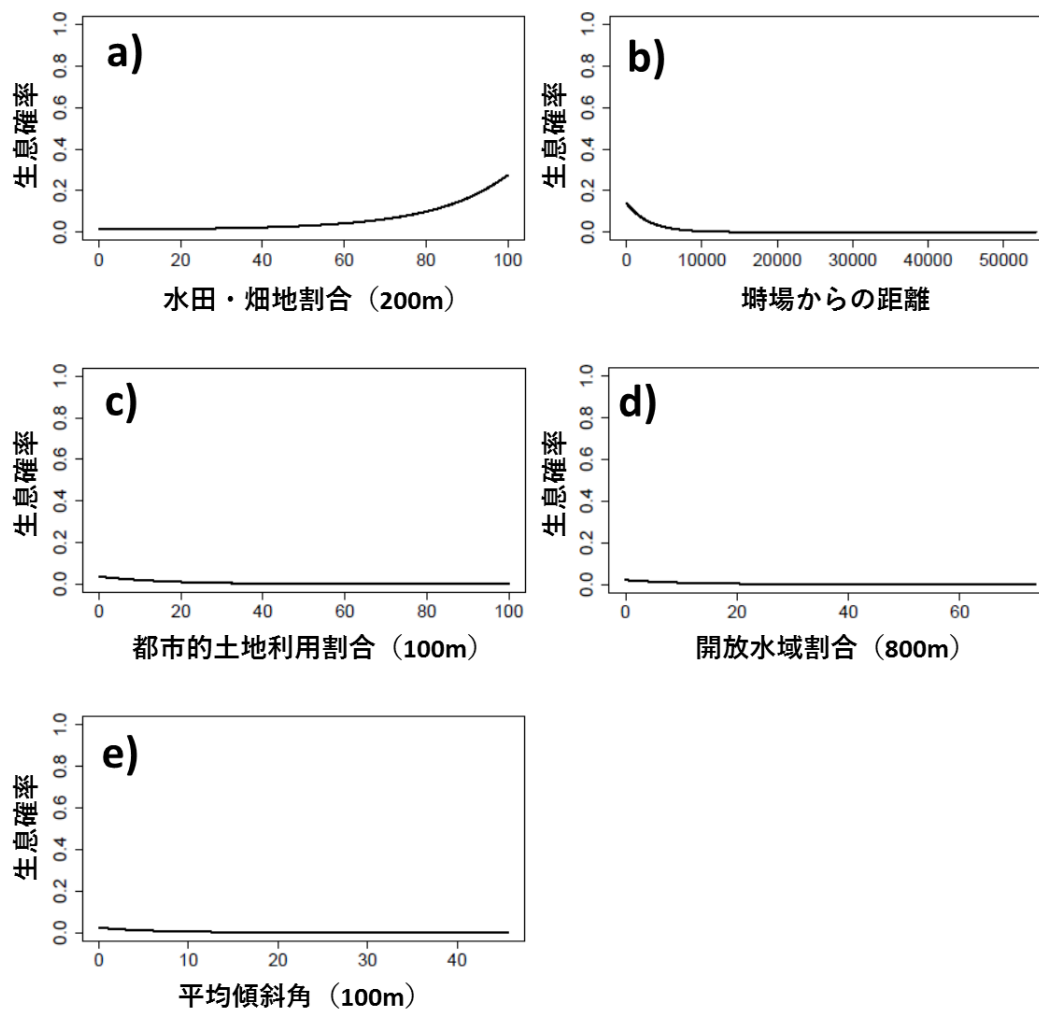 a)
生息確率
0.0 0.2 0.4 0.6 0.8 1.0
0 20 40 60 80 100
水田・畑地割合（200m）
b)
生息確率
0.0 0.2 0.4 0.6 0.8 1.0
0 10000 20000 30000 40000 50000
塒場からの距離
c)
生息確率
0.0 0.2 0.4 0.6 0.8 1.0
0 20 40 60 80 100
都市的土地利用割合（100m）
d)
生息確率
0.0 0.2 0.4 0.6 0.8 1.0
0 20 40 60
開放水域割合（800m）
e)
生息確率
0.0 0.2 0.4 0.6 0.8 1.0
0 10 20 30 40
平均傾斜角（100m）